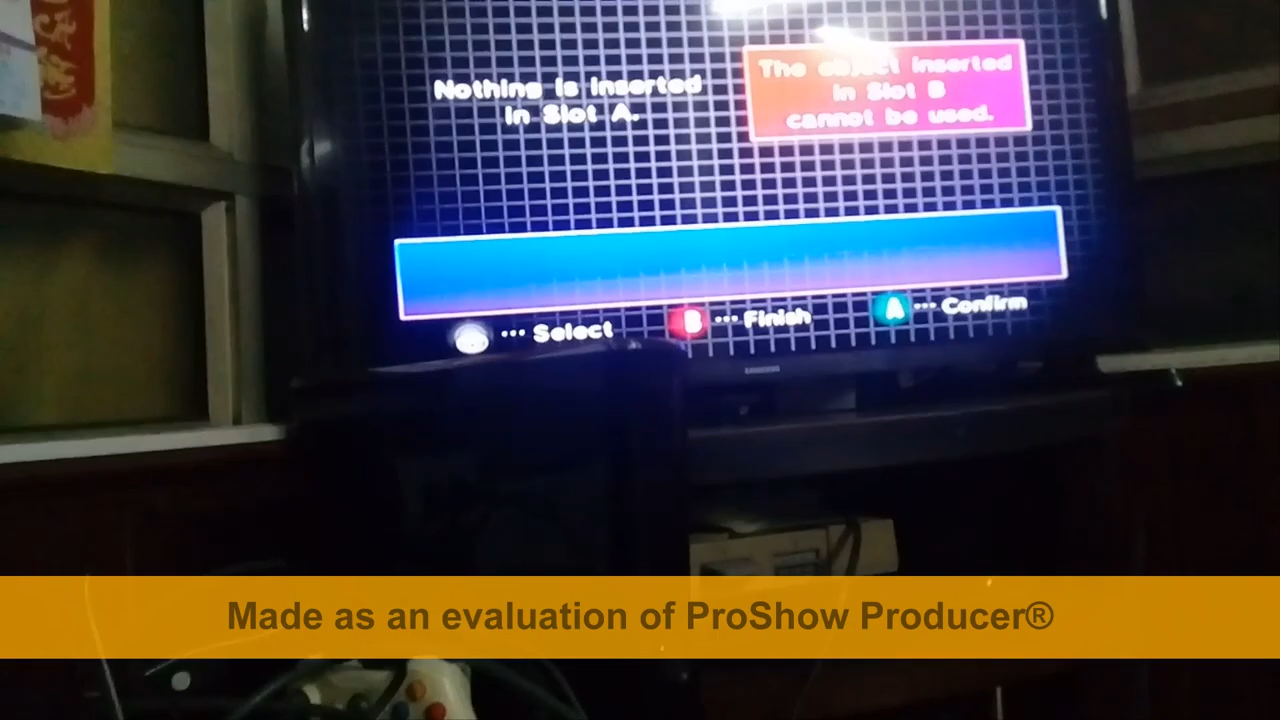 Nothing is inserted
in Slot A.
The object inserted
in Slot B
cannot be used.
··· Select
B ··· Finish
A ··· Confirm
SAMSUNG
Made as an evaluation of ProShow Producer®